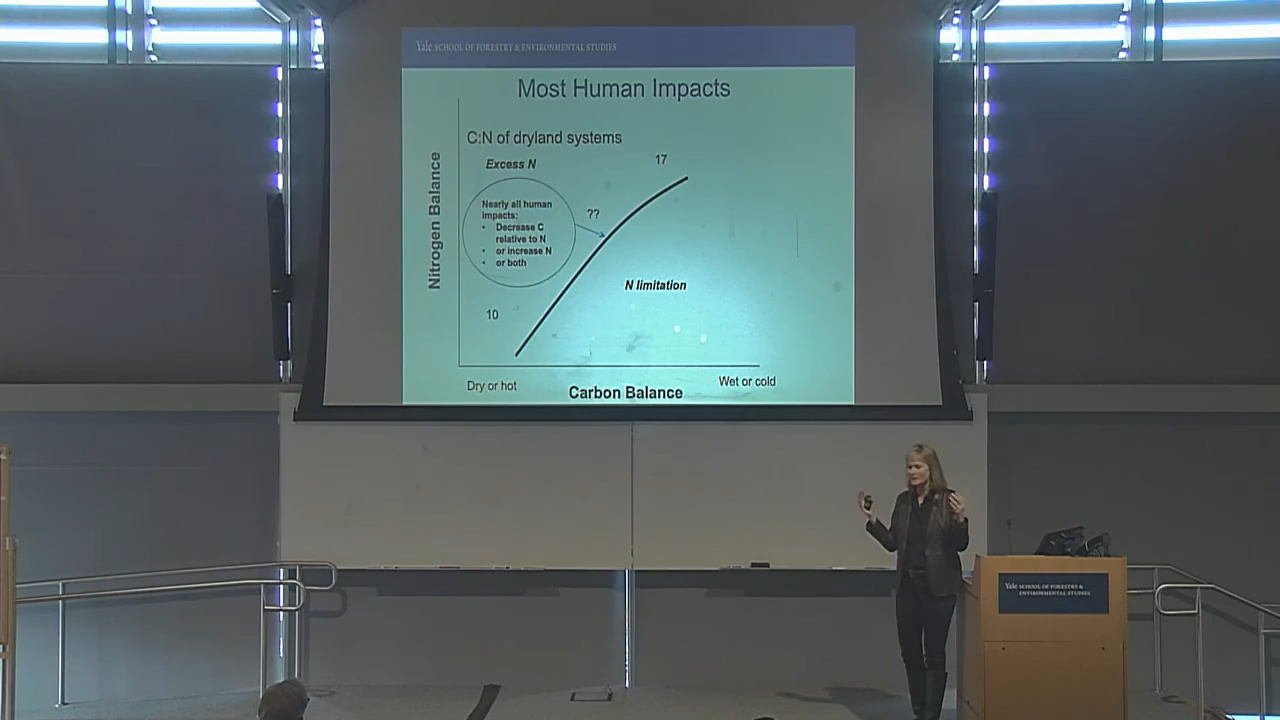 Yale SCHOOL OF FORESTRY & ENVIRONMENTAL STUDIES
Most Human Impacts
C:N of dryland systems
Excess N
17
Nearly all human
impacts:
• Decrease C
relative to N
• or increase N
• or both
??
N limitation
10
Nitrogen Balance
Dry or hot
Wet or cold
Carbon Balance
Yale SCHOOL OF FORESTRY &
ENVIRONMENTAL STUDIES